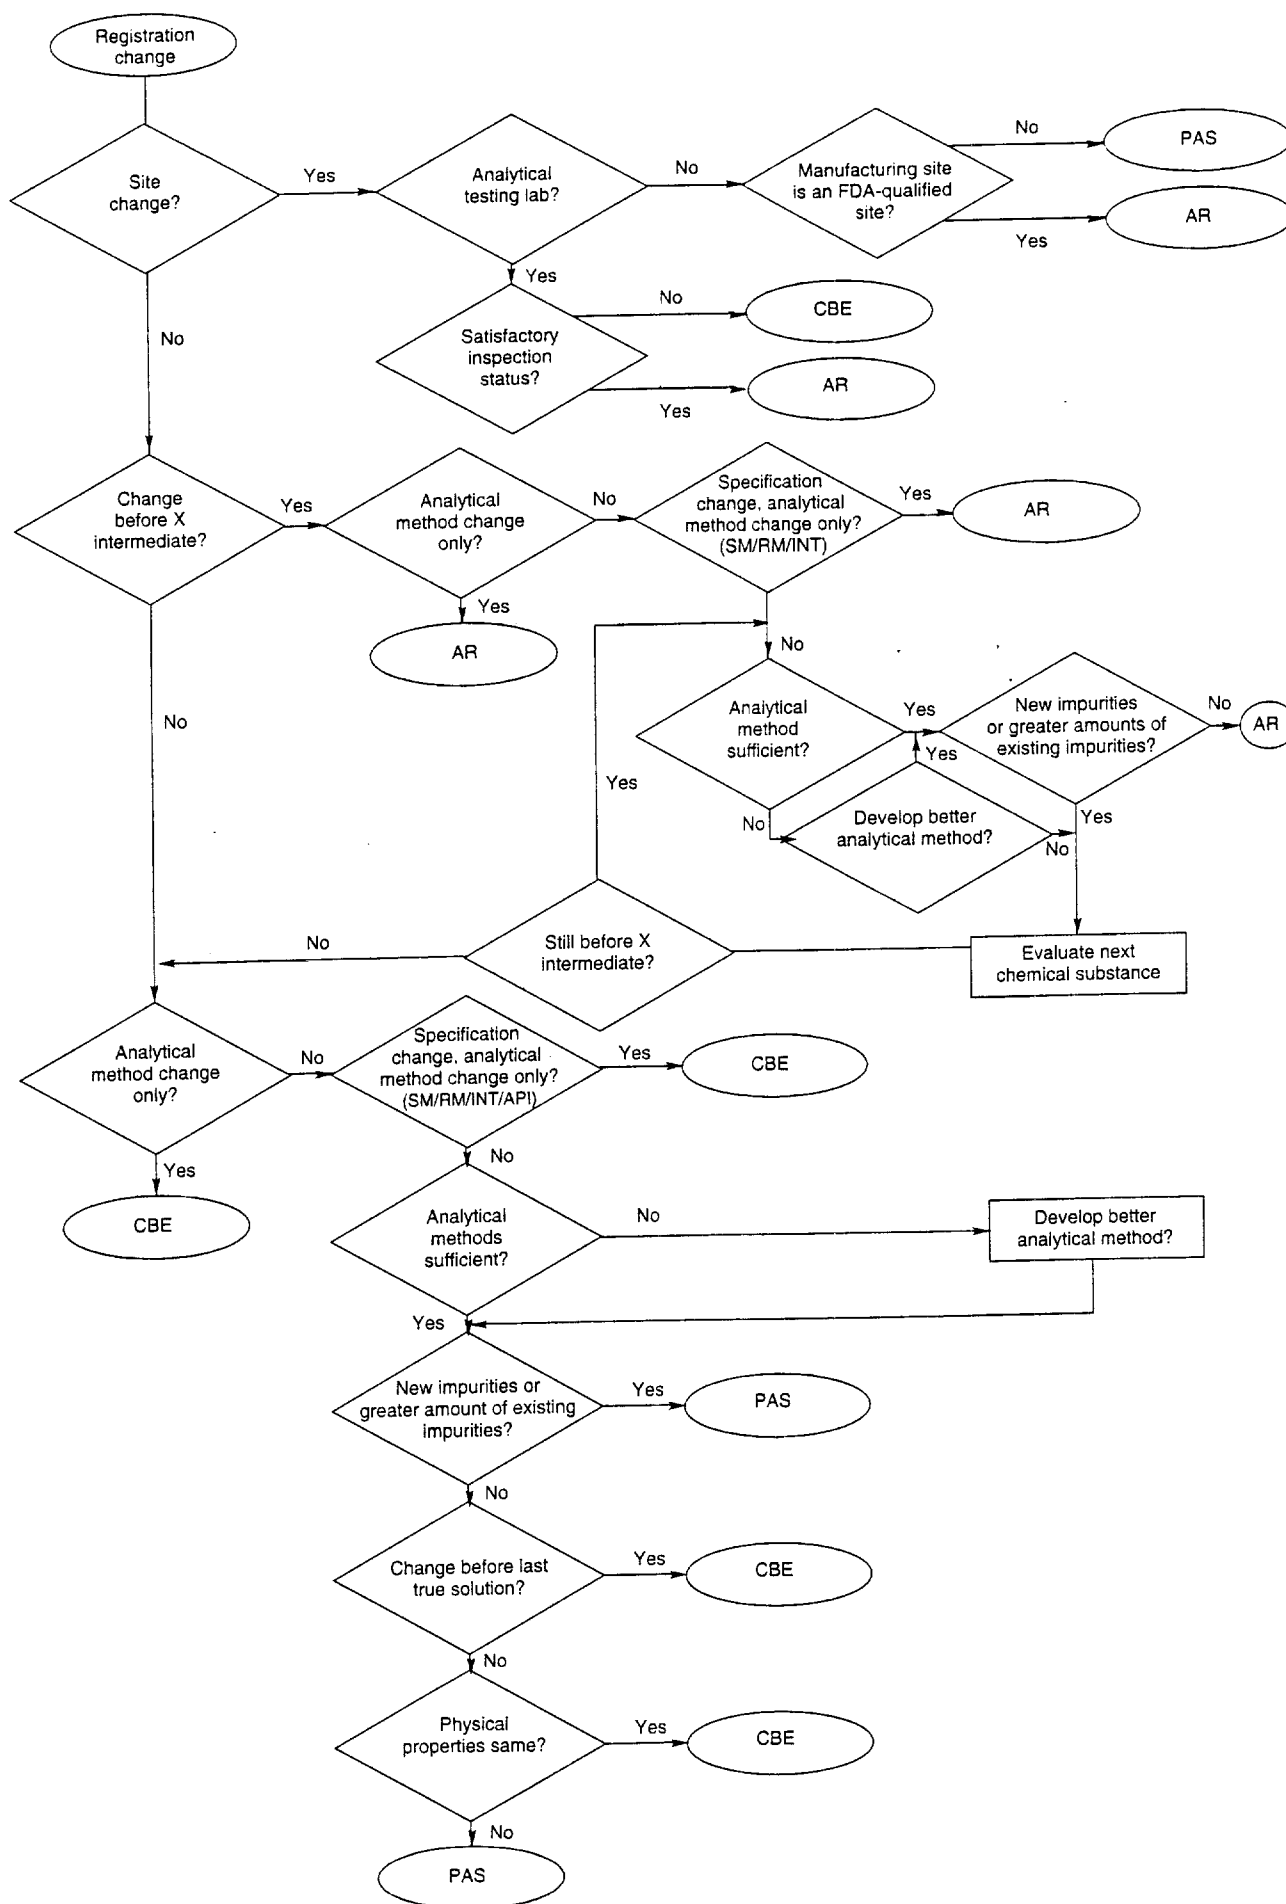 Registration
change
Site
change?
Yes
Analytical
testing lab?
No
Manufacturing site
is an FDA-qualified
site?
No
PAS
Yes
AR
Yes
Satisfactory
inspection
status?
No
CBE
Yes
AR
No
Change
before X
intermediate?
Yes
Analytical
method change
only?
No
Specification
change, analytical
method change only?
(SM/RM/INT)
Yes
AR
Yes
AR
No
Analytical
method
sufficient?
Yes
New impurities
or greater amounts of
existing impurities?
No
AR
Yes
No
Develop better
analytical method?
No
Yes
Yes
No
Evaluate next
chemical substance
Still before X
intermediate?
No
Analytical
method change
only?
No
Specification
change, analytical
method change only?
(SM/RM/INT/API)
Yes
CBE
Yes
CBE
No
Analytical
methods
sufficient?
No
Develop better
analytical method?
Yes
New impurities or
greater amount of existing
impurities?
Yes
PAS
No
Change before last
true solution?
Yes
CBE
No
Physical
properties same?
Yes
CBE
No
PAS